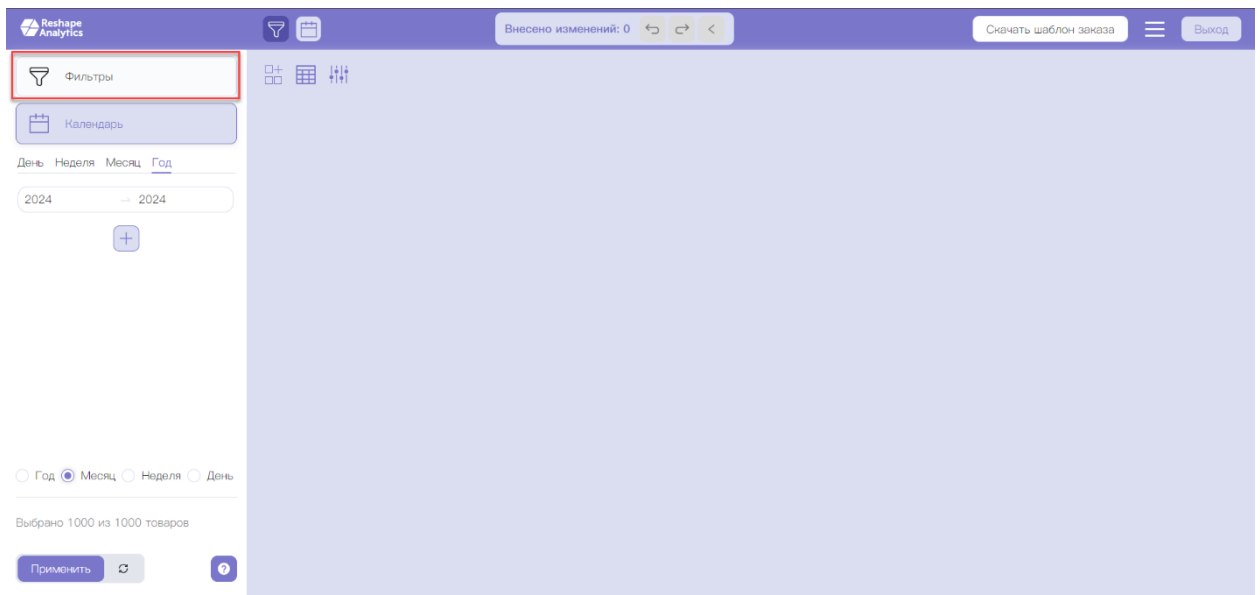 Reshape
Analytics
Внесено изменений: 0
Скачать шаблон заказа
Выход
Фильтры
Календарь
День Неделя Месяц Год
2024 → 2024
Год Месяц Неделя День
Выбрано 1000 из 1000 товаров
Применить
?